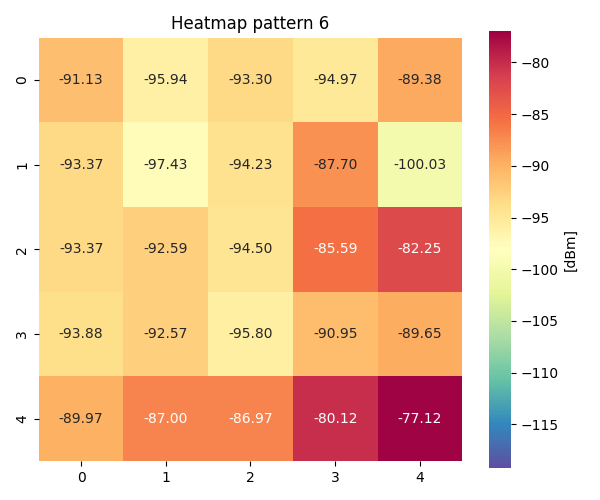 Heatmap pattern 6
0 -91.13 -95.94 -93.30 -94.97 -89.38
1 -93.37 -97.43 -94.23 -87.70 -100.03
2 -93.37 -92.59 -94.50 -85.59 -82.25
3 -93.88 -92.57 -95.80 -90.95 -89.65
4 -89.97 -87.00 -86.97 -80.12 -77.12
0 1 2 3 4
−80
−85
−90
−95
−100
−105
−110
−115
[dBm]